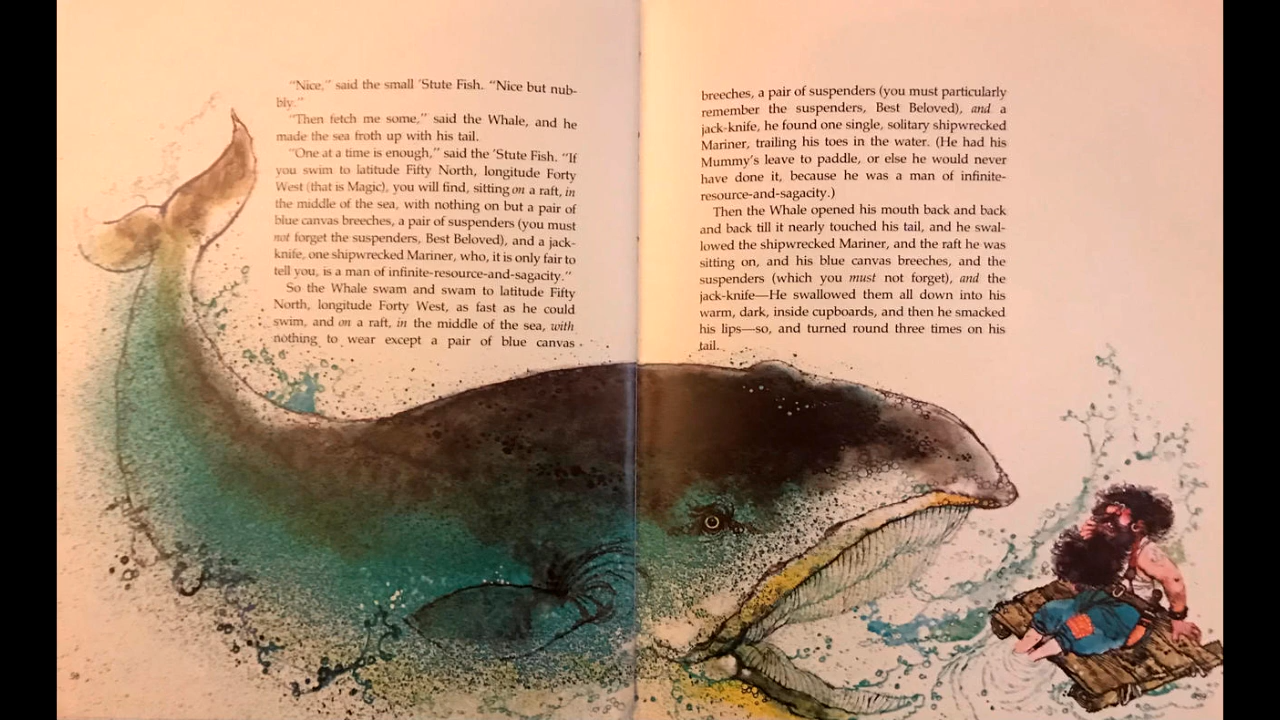 "Nice," said the small 'Stute Fish. "Nice but nub-
bly."
"Then fetch me some," said the Whale, and he
made the sea froth up with his tail.
"One at a time is enough," said the 'Stute Fish. "If
you swim to latitude Fifty North, longitude Forty
West (that is Magic), you will find, sitting on a raft, in
the middle of the sea, with nothing on but a pair of
blue canvas breeches, a pair of suspenders (you must
not forget the suspenders, Best Beloved), and a jack-
knife, one shipwrecked Mariner, who, it is only fair to
tell you, is a man of infinite-resource-and-sagacity."
So the Whale swam and swam to latitude Fifty
North, longitude Forty West, as fast as he could
swim, and on a raft, in the middle of the sea, with
nothing to wear except a pair of blue canvas
breeches, a pair of suspenders (you must particularly
remember the suspenders, Best Beloved), and a
jack-knife, he found one single, solitary shipwrecked
Mariner, trailing his toes in the water. (He had his
Mummy's leave to paddle, or else he would never
have done it, because he was a man of infinite-
resource-and-sagacity.)
Then the Whale opened his mouth back and back
and back till it nearly touched his tail, and he swal-
lowed the shipwrecked Mariner, and the raft he was
sitting on, and his blue canvas breeches, and the
suspenders (which you must not forget), and the
jack-knife—He swallowed them all down into his
warm, dark, inside cupboards, and then he smacked
his lips—so, and turned round three times on his
tail.